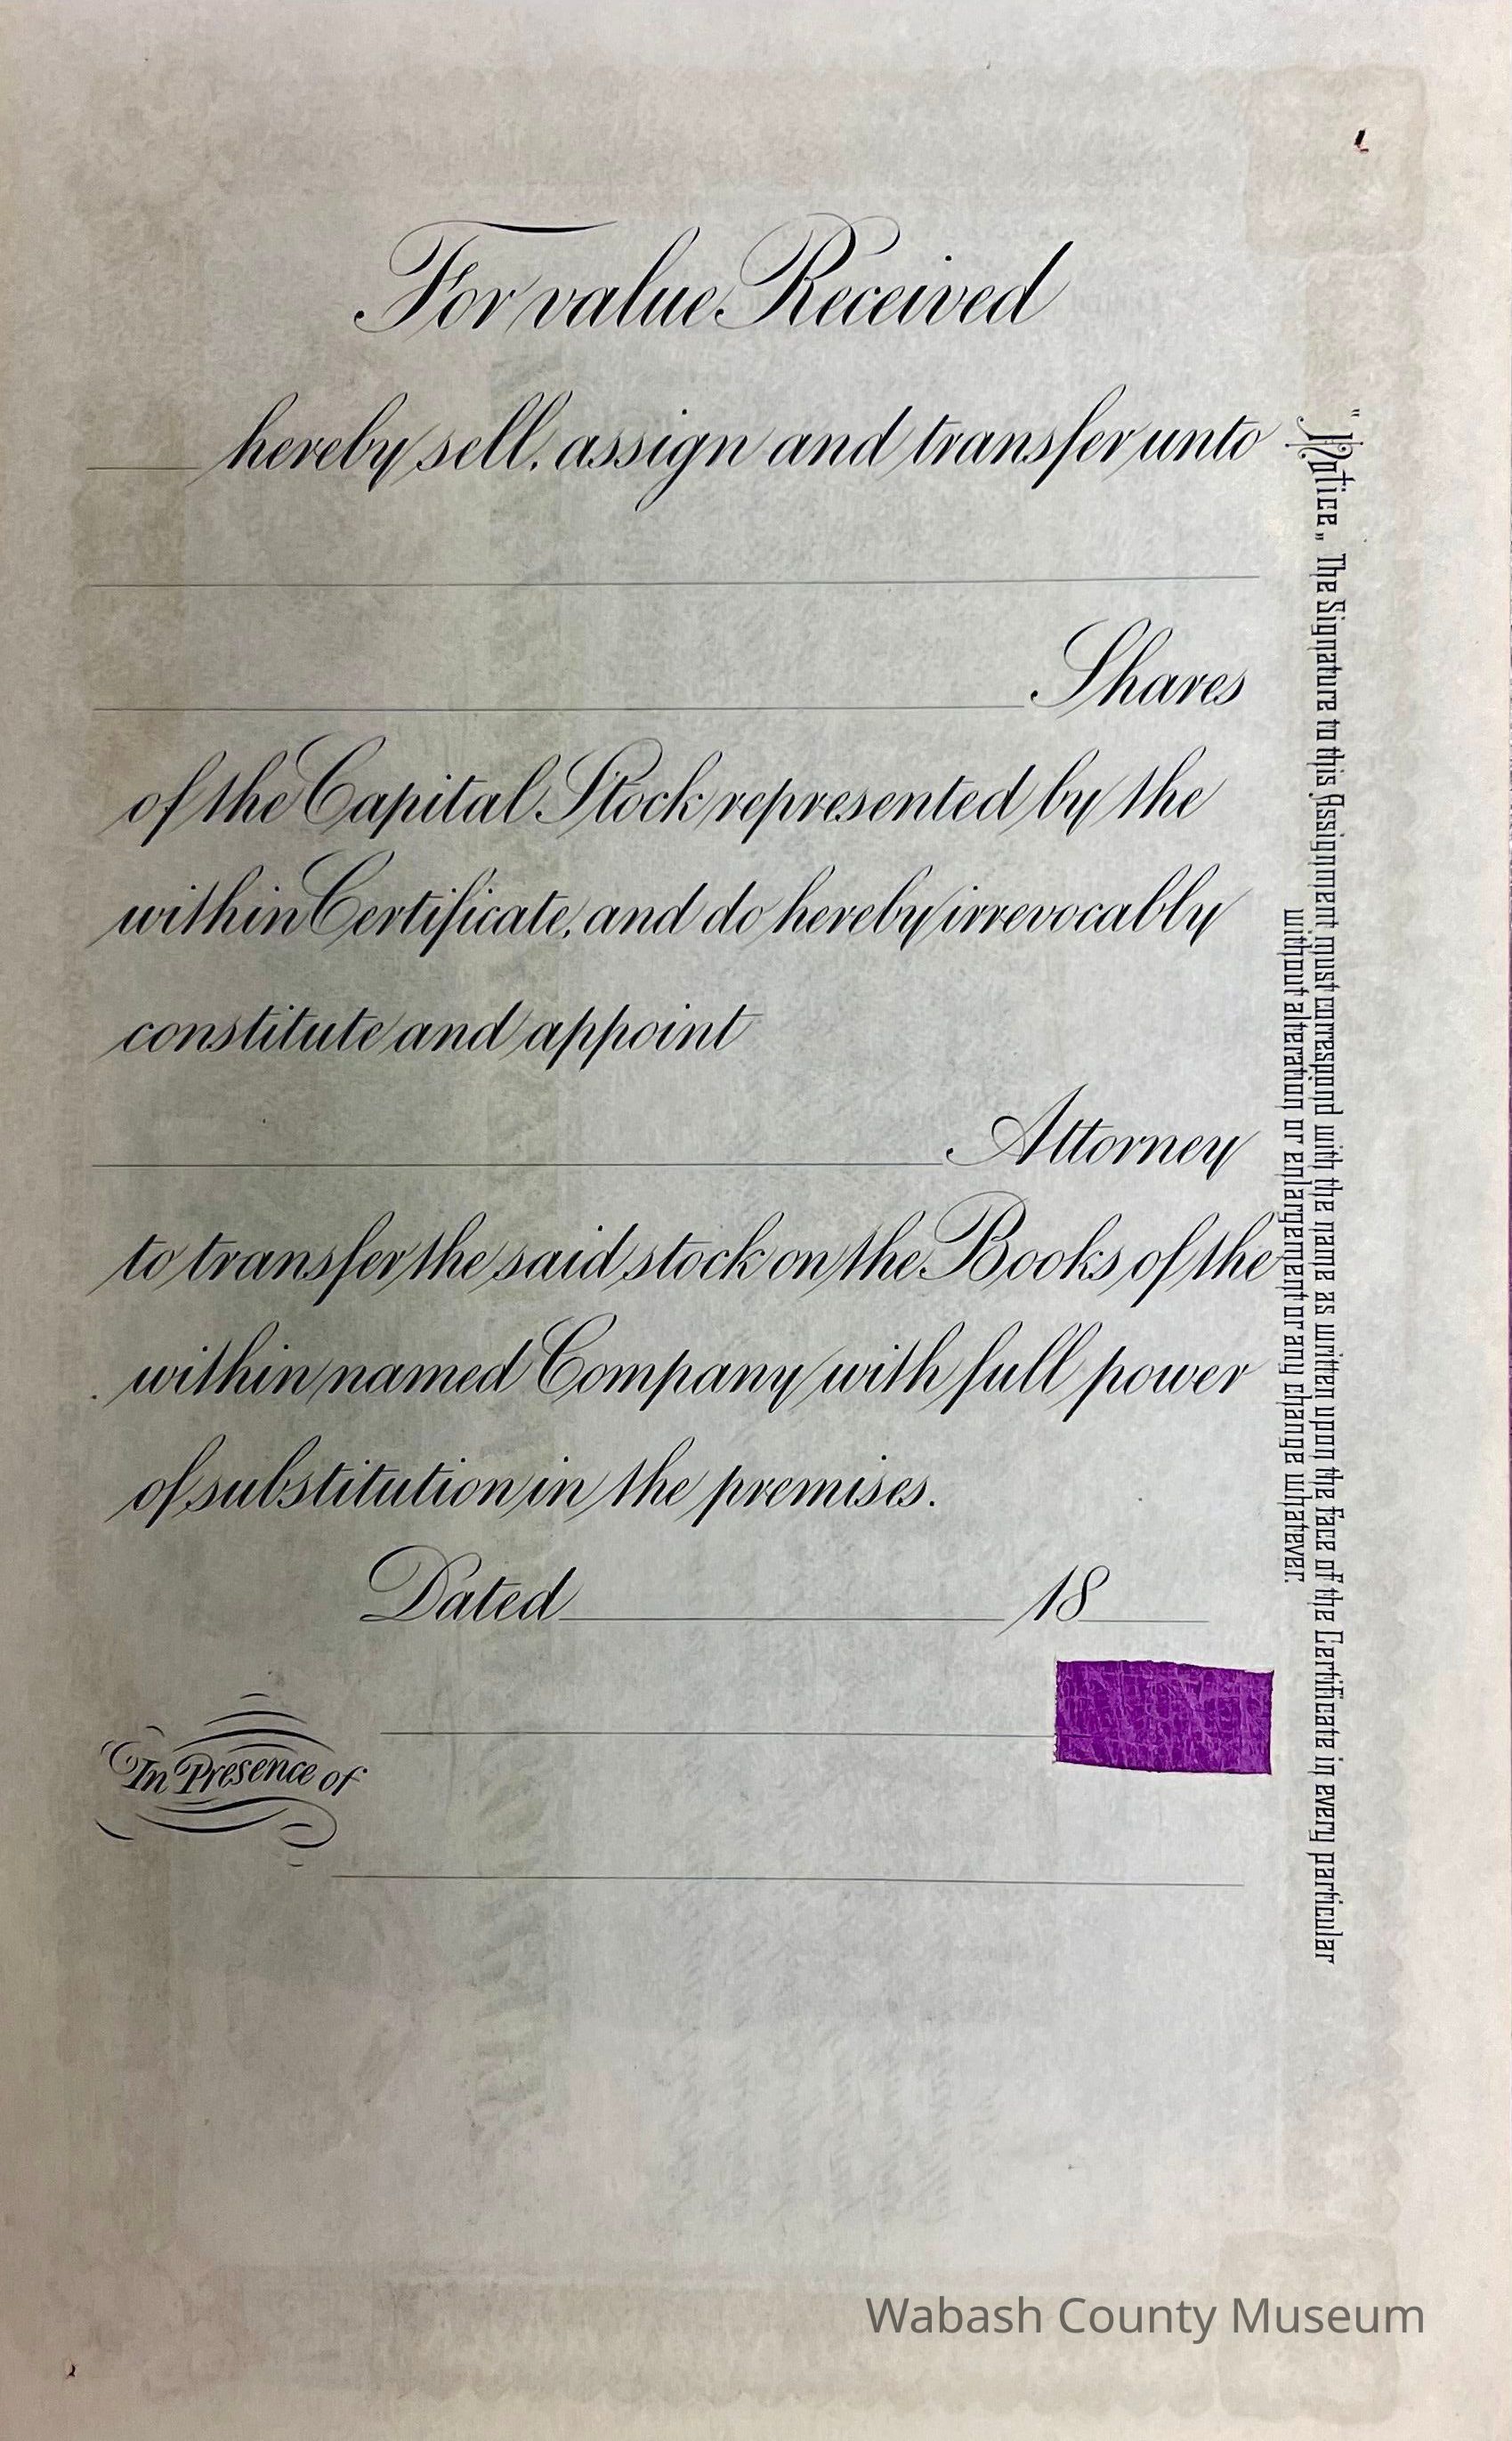 For value Received
hereby sell, assign and transfer unto
Shares
of the Capital Stock represented by the
within Certificate, and do hereby irrevocably
constitute and appoint
Attorney
to transfer the said stock on the Books of the
within named Company with full power
of substitution in the premises.
Dated 18
In Presence of
"Notice„ The Signature to this Assignment must correspond with the name as written upon the face of the Certificate in every particular
without alteration or enlargement or any change whatever.
Wabash County Museum